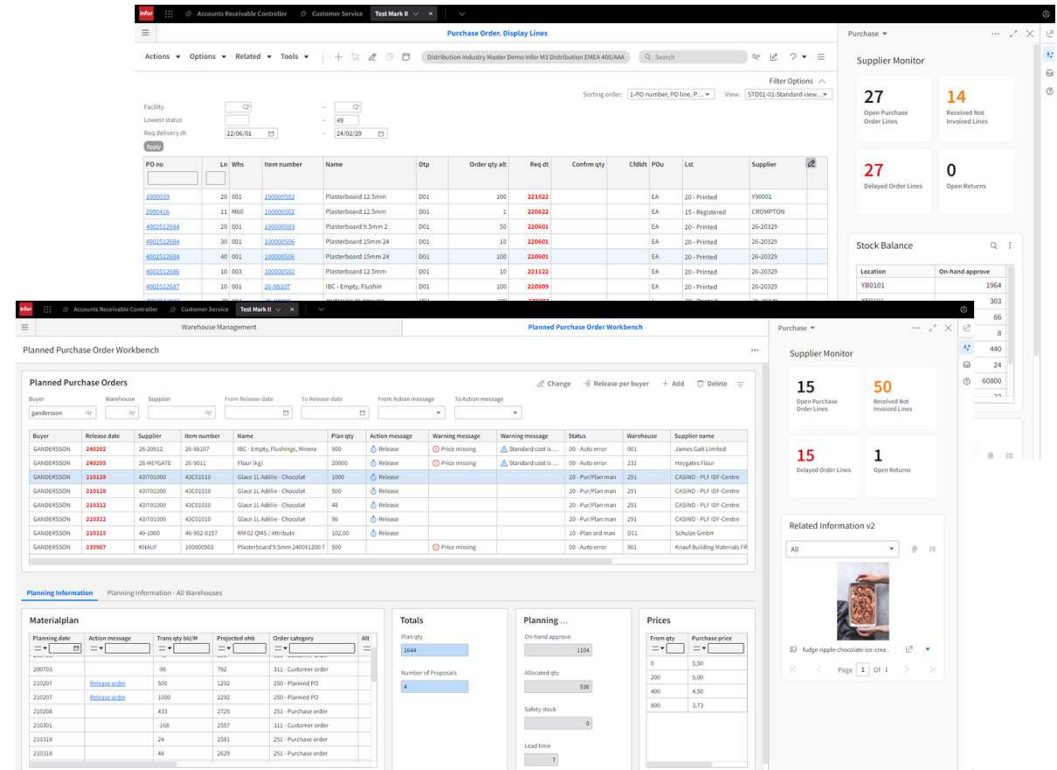 infor Accounts Receivable Controller Customer Service Test Mark II
Purchase Order. Display Lines
Actions Options Related Tools Distribution Industry Master Demo Infor M3 Distribution EMEA 400/AAA Search
Filter Options
Sorting order: 1-PO number, PO line, P... View: STD01-01-Standard view...
Facility -
Lowest status - 49
Req delivery dt 22/06/01 - 24/02/29
Apply
PO no Ln Whs Item number Name Otp Order qty alt Req dt Confrm qty Cfdldt POu Lst Supplier
1000039 20 001 100000502 Plasterboard 12.5mm D01 100 221022 EA 20 - Printed Y90001
2000416 11 M60 100000502 Plasterboard 12.5mm D01 1 220622 EA 15 - Registered CROMPTON
4002512684 20 001 100000503 Plasterboard 9.5mm 2 D01 50 220601 EA 20 - Printed 26-20329
4002512684 30 001 100000506 Plasterboard 15mm 24 D01 10 220601 EA 20 - Printed 26-20329
4002512684 40 001 100000506 Plasterboard 15mm 24 D01 100 220601 EA 20 - Printed 26-20329
4002512686 10 003 100000502 Plasterboard 12.5mm D01 10 221122 EA 20 - Printed 26-20329
4002512687 10 001 26-88107 IBC - Empty, Flushin D01 100 220809 EA 20 - Printed 26-20329
Purchase
Supplier Monitor
27 14
Open Purchase Order Lines
Received Not Invoiced Lines
27 0
Delayed Order Lines Open Returns
Stock Balance
Location On-hand approve
YB0101 1964
303
66
8
440
24
60800
infor Accounts Receivable Controller Customer Service Test Mark II
Warehouse Management Planned Purchase Order Workbench
Planned Purchase Order Workbench
Planned Purchase Orders Change Release per buyer Add Delete
Buyer Warehouse Supplier From Release date To Release date From Action message To Action message
gandersson
Buyer Release date Supplier Item number Name Plan qty Action message Warning message Warning message Status Warehouse Supplier name
GANDERSSON 240202 26-20912 26-88107 IBC - Empty, Flushings, Minera 900 Release Price missing Standard cost is ... 00 - Auto error 001 James Galt Limited
GANDERSSON 240205 26-HEYGATE 26-9011 Flour (kg) 20000 Release Price missing Standard cost is ... 00 - Auto error 231 Heygates Flour
GANDERSSON 210128 43I701000 43C01010 Glace 1L Adélie - Chocolat 1000 Release 20 - Pur/Plan man 291 CASINO - PLF IDF-Centre
GANDERSSON 210128 43I701000 43C01010 Glace 1L Adélie - Chocolat 500 Release 20 - Pur/Plan man 291 CASINO - PLF IDF-Centre
GANDERSSON 210312 43I701000 43C01010 Glace 1L Adélie - Chocolat 48 Release 20 - Pur/Plan man 291 CASINO - PLF IDF-Centre
GANDERSSON 210312 43I701000 43C01010 Glace 1L Adélie - Chocolat 96 Release 20 - Pur/Plan man 291 CASINO - PLF IDF-Centre
GANDERSSON 210315 49-1000 49-902-0157 RM 02 QMS / Attribute 102,00 Release 10 - Plan ord man D11 Schulze GmbH
GANDERSSON 230907 KNAUF 100000503 Plasterboard 9.5mm 2400X1200 T 500 Price missing 00 - Auto error 901 Knauf Building Materials FR
Planning Information Planning Information - All Warehouses
Materialplan
Planning date Action message Trans qty bU/M Projected ohb Order category Alt
200703 -96 792 311 - Customer order
210207 Release order 500 1292 250 - Planned PO
210207 Release order 1000 2292 250 - Planned PO
210208 433 2725 251 - Purchase order
210301 -168 2557 311 - Customer order
210318 24 2581 251 - Purchase order
210318 48 2629 251 - Purchase order
Totals
Plan qty
1644
Number of Proposals
4
Planning ...
On-hand approve
1104
Allocated qty
936
Safety stock
0
Lead time
7
Prices
From qty Purchase price
0 5,50
200 5,00
400 4,50
800 3,73
Purchase
Supplier Monitor
15 50
Open Purchase Order Lines
Received Not Invoiced Lines
15 1
Delayed Order Lines Open Returns
Related Information v2
All
fudge-ripple-chocolate-ice-crea...
Page 1 Of 1